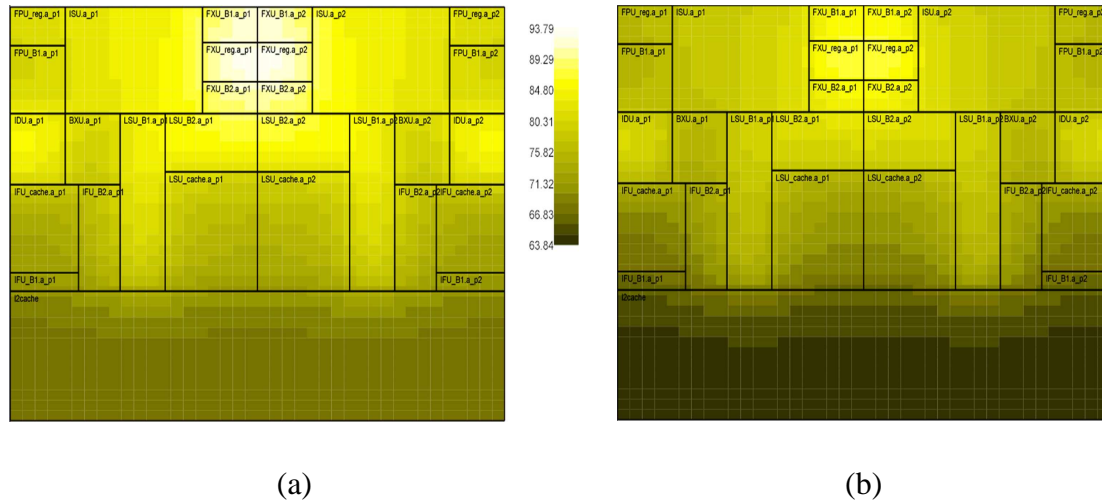 FPU_reg.a_p1 ISU.a_p1 FXU_B1.a_p1 FXU_B1.a_p2 ISU.a_p2 FPU_reg.a_p2
FPU_B1.a_p1 FXU_reg.a_p1 FXU_reg.a_p2 FPU_B1.a_p2
FXU_B2.a_p1 FXU_B2.a_p2
IDU.a_p1 BXU.a_p1 LSU_B1.a_p1 LSU_B2.a_p1 LSU_B2.a_p2 LSU_B1.a_p2 BXU.a_p2 IDU.a_p2
LSU_cache.a_p1 LSU_cache.a_p2
IFU_cache.a_p1 IFU_B2.a_p1 IFU_B2.a_p2 IFU_cache.a_p2
IFU_B1.a_p1 IFU_B1.a_p2
l2cache
93.79
89.29
84.80
80.31
75.82
71.32
66.83
63.84
FPU_reg.a_p1 ISU.a_p1 FXU_B1.a_p1 FXU_B1.a_p2 ISU.a_p2 FPU_reg.a_p2
FPU_B1.a_p1 FXU_reg.a_p1 FXU_reg.a_p2 FPU_B1.a_p2
FXU_B2.a_p1 FXU_B2.a_p2
IDU.a_p1 BXU.a_p1 LSU_B1.a_p1 LSU_B2.a_p1 LSU_B2.a_p2 LSU_B1.a_p2 BXU.a_p2 IDU.a_p2
LSU_cache.a_p1 LSU_cache.a_p2
IFU_cache.a_p1 IFU_B2.a_p1 IFU_B2.a_p2 IFU_cache.a_p2
IFU_B1.a_p1 IFU_B1.a_p2
l2cache
(a) (b)